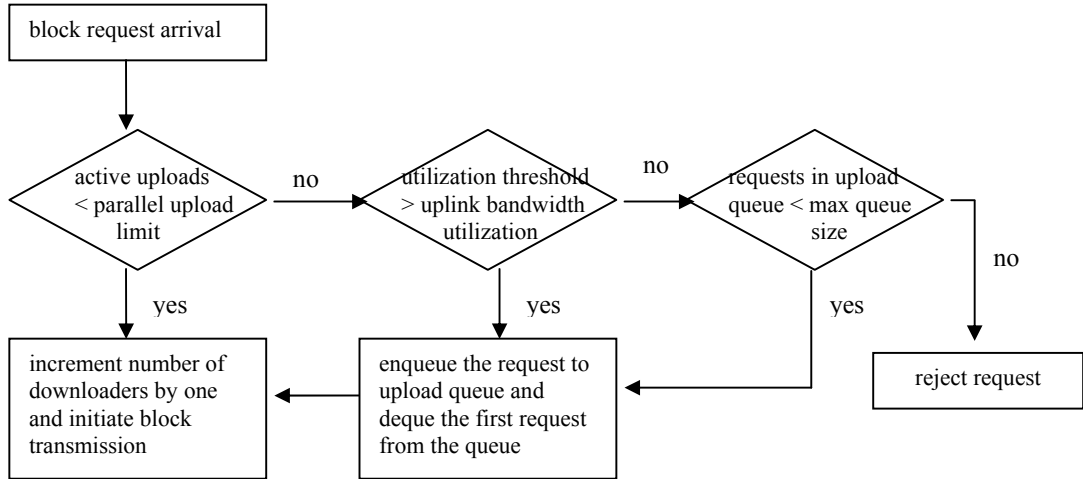 block request arrival
active uploads
< parallel upload
limit
no
utilization threshold
> uplink bandwidth
utilization
no
requests in upload
queue < max queue
size
no
yes
yes
yes
increment number of
downloaders by one
and initiate block
transmission
enqueue the request to
upload queue and
deque the first request
from the queue
reject request